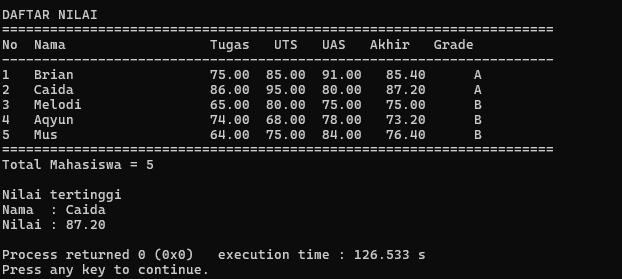 DAFTAR NILAI
=====================================================================
No  Nama                  Tugas   UTS   UAS   Akhir   Grade
---------------------------------------------------------------------
1   Brian                 75.00  85.00  91.00   85.40      A
2   Caida                 86.00  95.00  80.00   87.20      A
3   Melodi                65.00  80.00  75.00   75.00      B
4   Aqyun                 74.00  68.00  78.00   73.20      B
5   Mus                   64.00  75.00  84.00   76.40      B
=====================================================================
Total Mahasiswa = 5
Nilai tertinggi
Nama  : Caida
Nilai : 87.20
Process returned 0 (0x0)   execution time : 126.533 s
Press any key to continue.